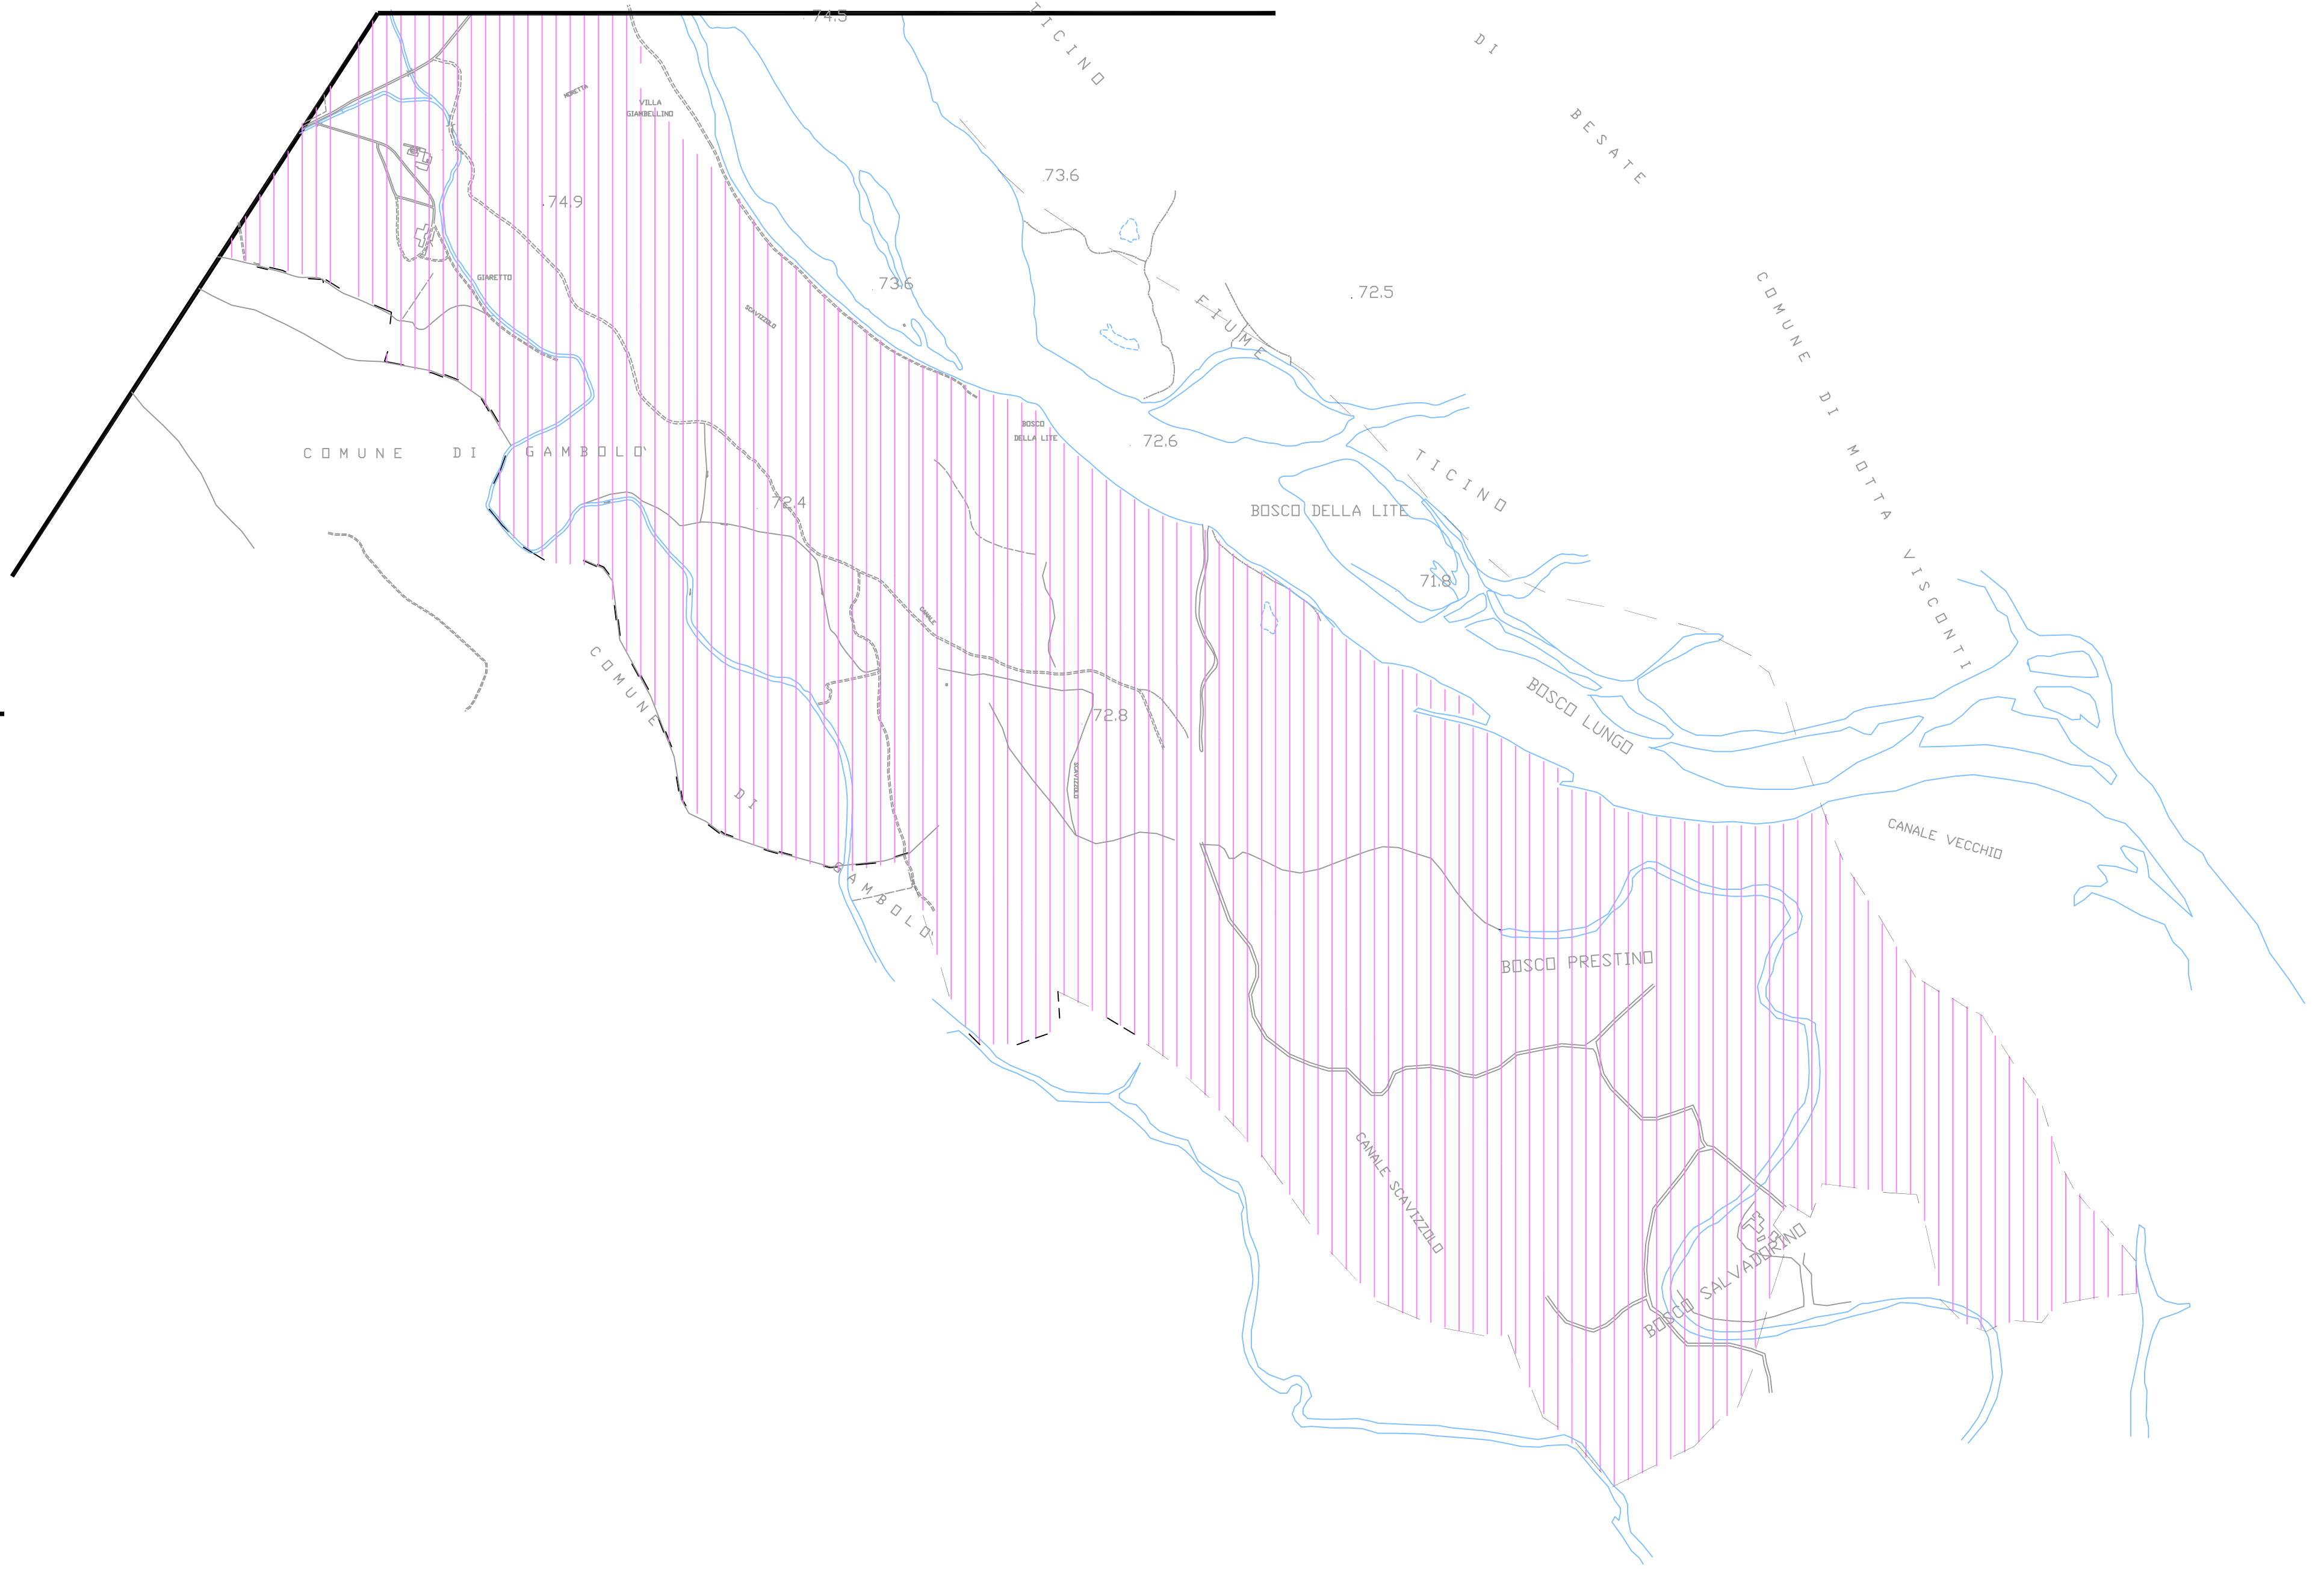 74.5
TICINO
DI
BESATE
MORETTA
VILLA
GIAMBELLINO
.74.9
.73.6
GIARETTO
.73.6
FIUME
.72.5
COMUNE DI MOTTA VISCONTI
SCAVIZZOLO
BOSCO
DELLA LITE
.72.6
COMUNE DI GAMBOLO'
TICINO
.72.4
BOSCO DELLA LITE
71.8
CANALE
COMUNE DI GAMBOLO'
72.8
BOSCO LUNGO
SCAVIZZOLO
CANALE VECCHIO
BOSCO PRESTINO
CANALE SCAVIZZOLO
BOSCO SALVADORINO